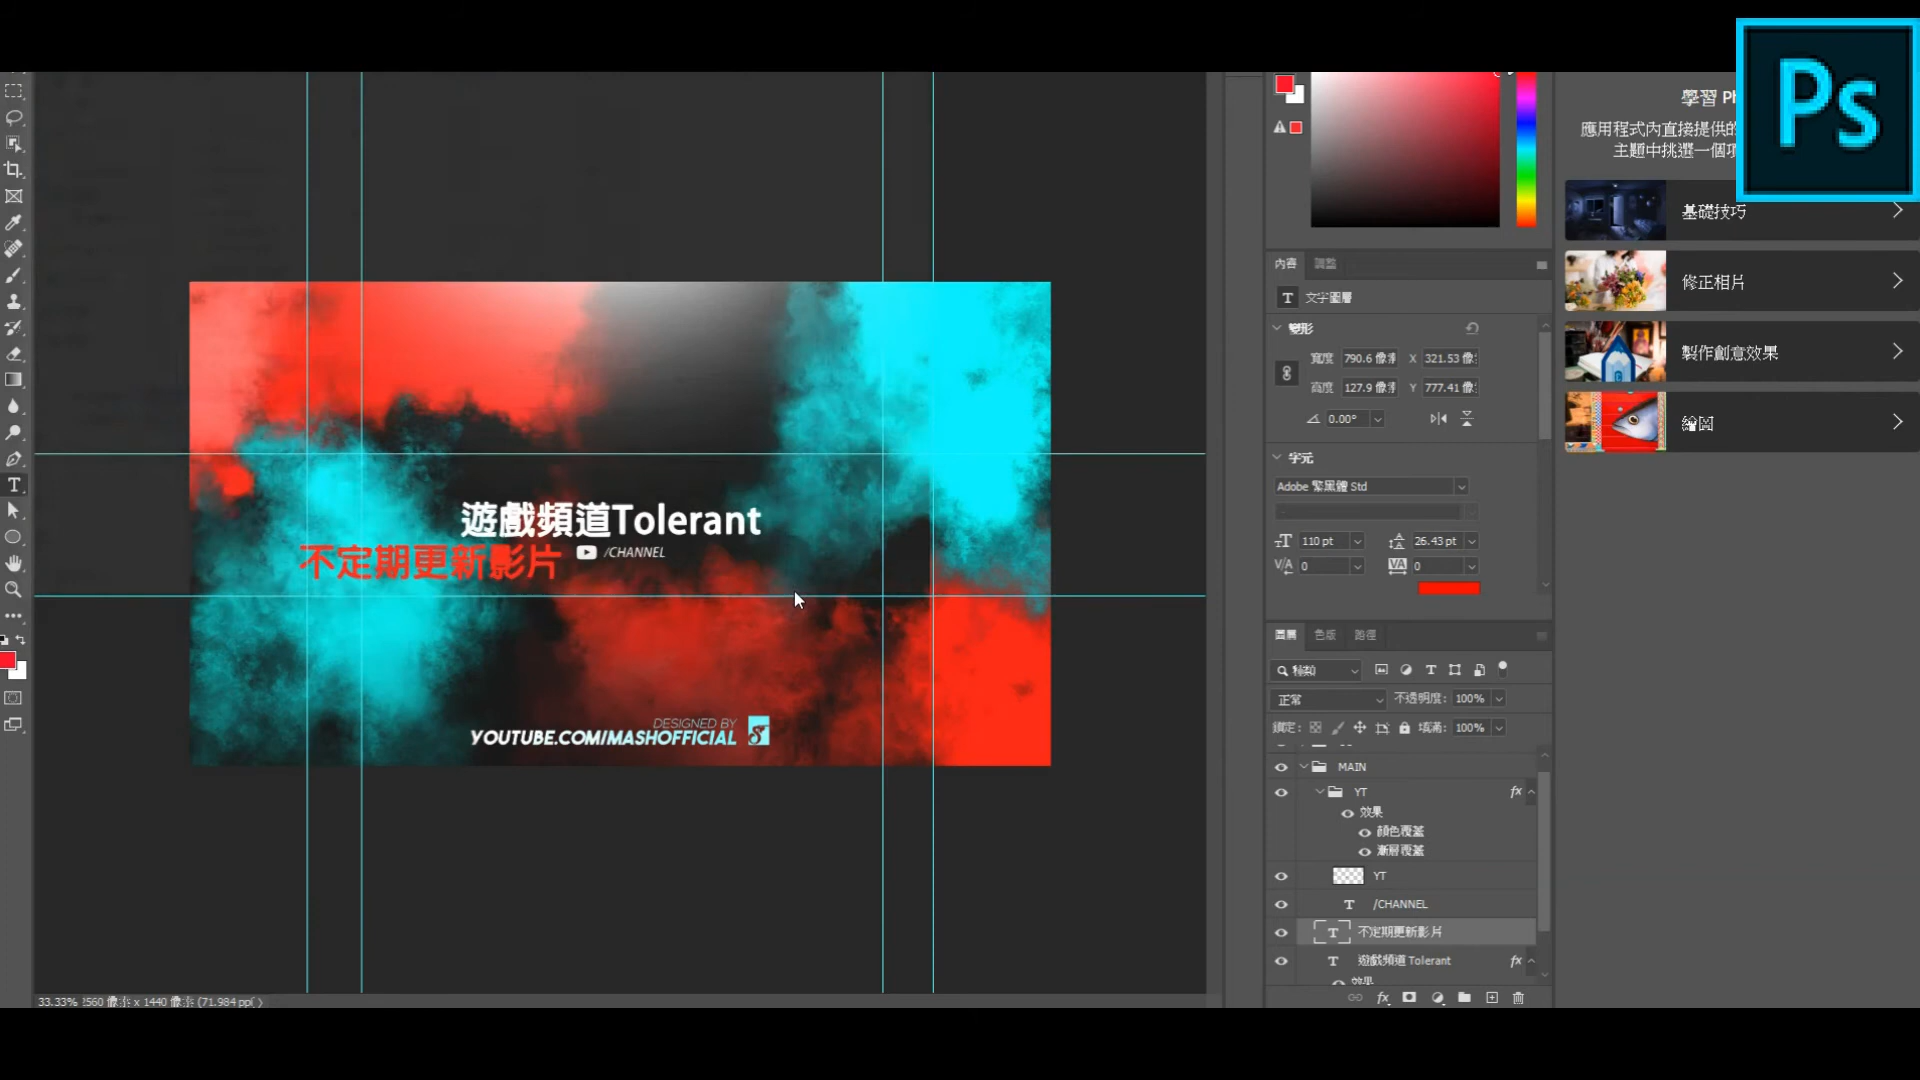 Ps
學習 Ph
應用程式內直接提供的
主題中挑選一個項
基礎技巧
修正相片
製作創意效果
繪圖
遊戲頻道Tolerant
不定期更新影片
/CHANNEL
DESIGNED BY
YOUTUBE.COM/MASHOFFICIAL
33.33% 2560 像素 x 1440 像素 (71.984 ppi)
內容 調整
T 文字圖層
變形
寬度 790.6 像素 X 321.53 像
高度 127.9 像素 Y 777.41 像
0.00°
字元
Adobe 繁黑體 Std
110 pt 26.43 pt
V/A 0 VA 0
圖層 色版 路徑
種類
正常 不透明度: 100%
鎖定: 填滿: 100%
MAIN
YT fx
效果
顏色覆蓋
漸層覆蓋
YT
T /CHANNEL
T 不定期更新影片
T 遊戲頻道 Tolerant fx
效果
fx